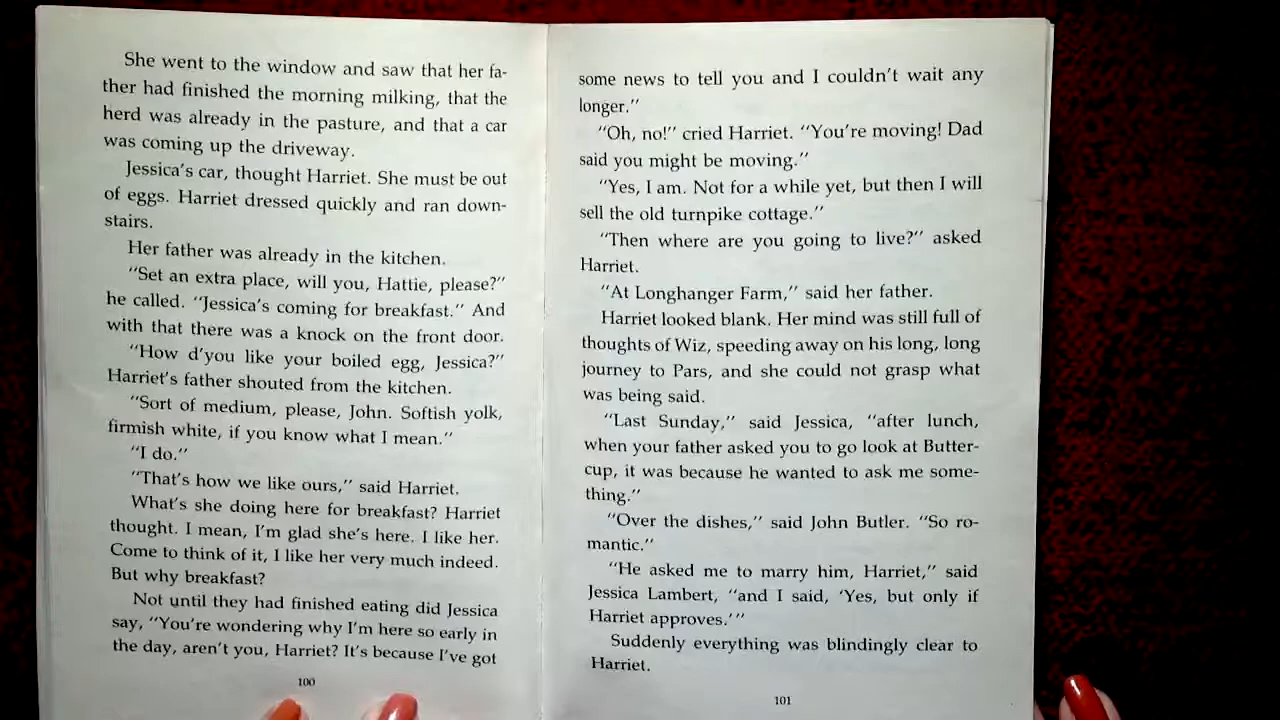 She went to the window and saw that her fa-
ther had finished the morning milking, that the
herd was already in the pasture, and that a car
was coming up the driveway.
Jessica's car, thought Harriet. She must be out
of eggs. Harriet dressed quickly and ran down-
stairs.
Her father was already in the kitchen.
"Set an extra place, will you, Hattie, please?"
he called. "Jessica's coming for breakfast." And
with that there was a knock on the front door.
"How d'you like your boiled egg, Jessica?"
Harriet's father shouted from the kitchen.
"Sort of medium, please, John. Softish yolk,
firmish white, if you know what I mean."
"I do."
"That's how we like ours," said Harriet.
What's she doing here for breakfast? Harriet
thought. I mean, I'm glad she's here. I like her.
Come to think of it, I like her very much indeed.
But why breakfast?
Not until they had finished eating did Jessica
say, "You're wondering why I'm here so early in
the day, aren't you, Harriet? It's because I've got
100
some news to tell you and I couldn't wait any
longer."
"Oh, no!" cried Harriet. "You're moving! Dad
said you might be moving."
"Yes, I am. Not for a while yet, but then I will
sell the old turnpike cottage."
"Then where are you going to live?" asked
Harriet.
"At Longhanger Farm," said her father.
Harriet looked blank. Her mind was still full of
thoughts of Wiz, speeding away on his long, long
journey to Pars, and she could not grasp what
was being said.
"Last Sunday," said Jessica, "after lunch,
when your father asked you to go look at Butter-
cup, it was because he wanted to ask me some-
thing."
"Over the dishes," said John Butler. "So ro-
mantic."
"He asked me to marry him, Harriet," said
Jessica Lambert, "and I said, 'Yes, but only if
Harriet approves.'"
Suddenly everything was blindingly clear to
Harriet.
101